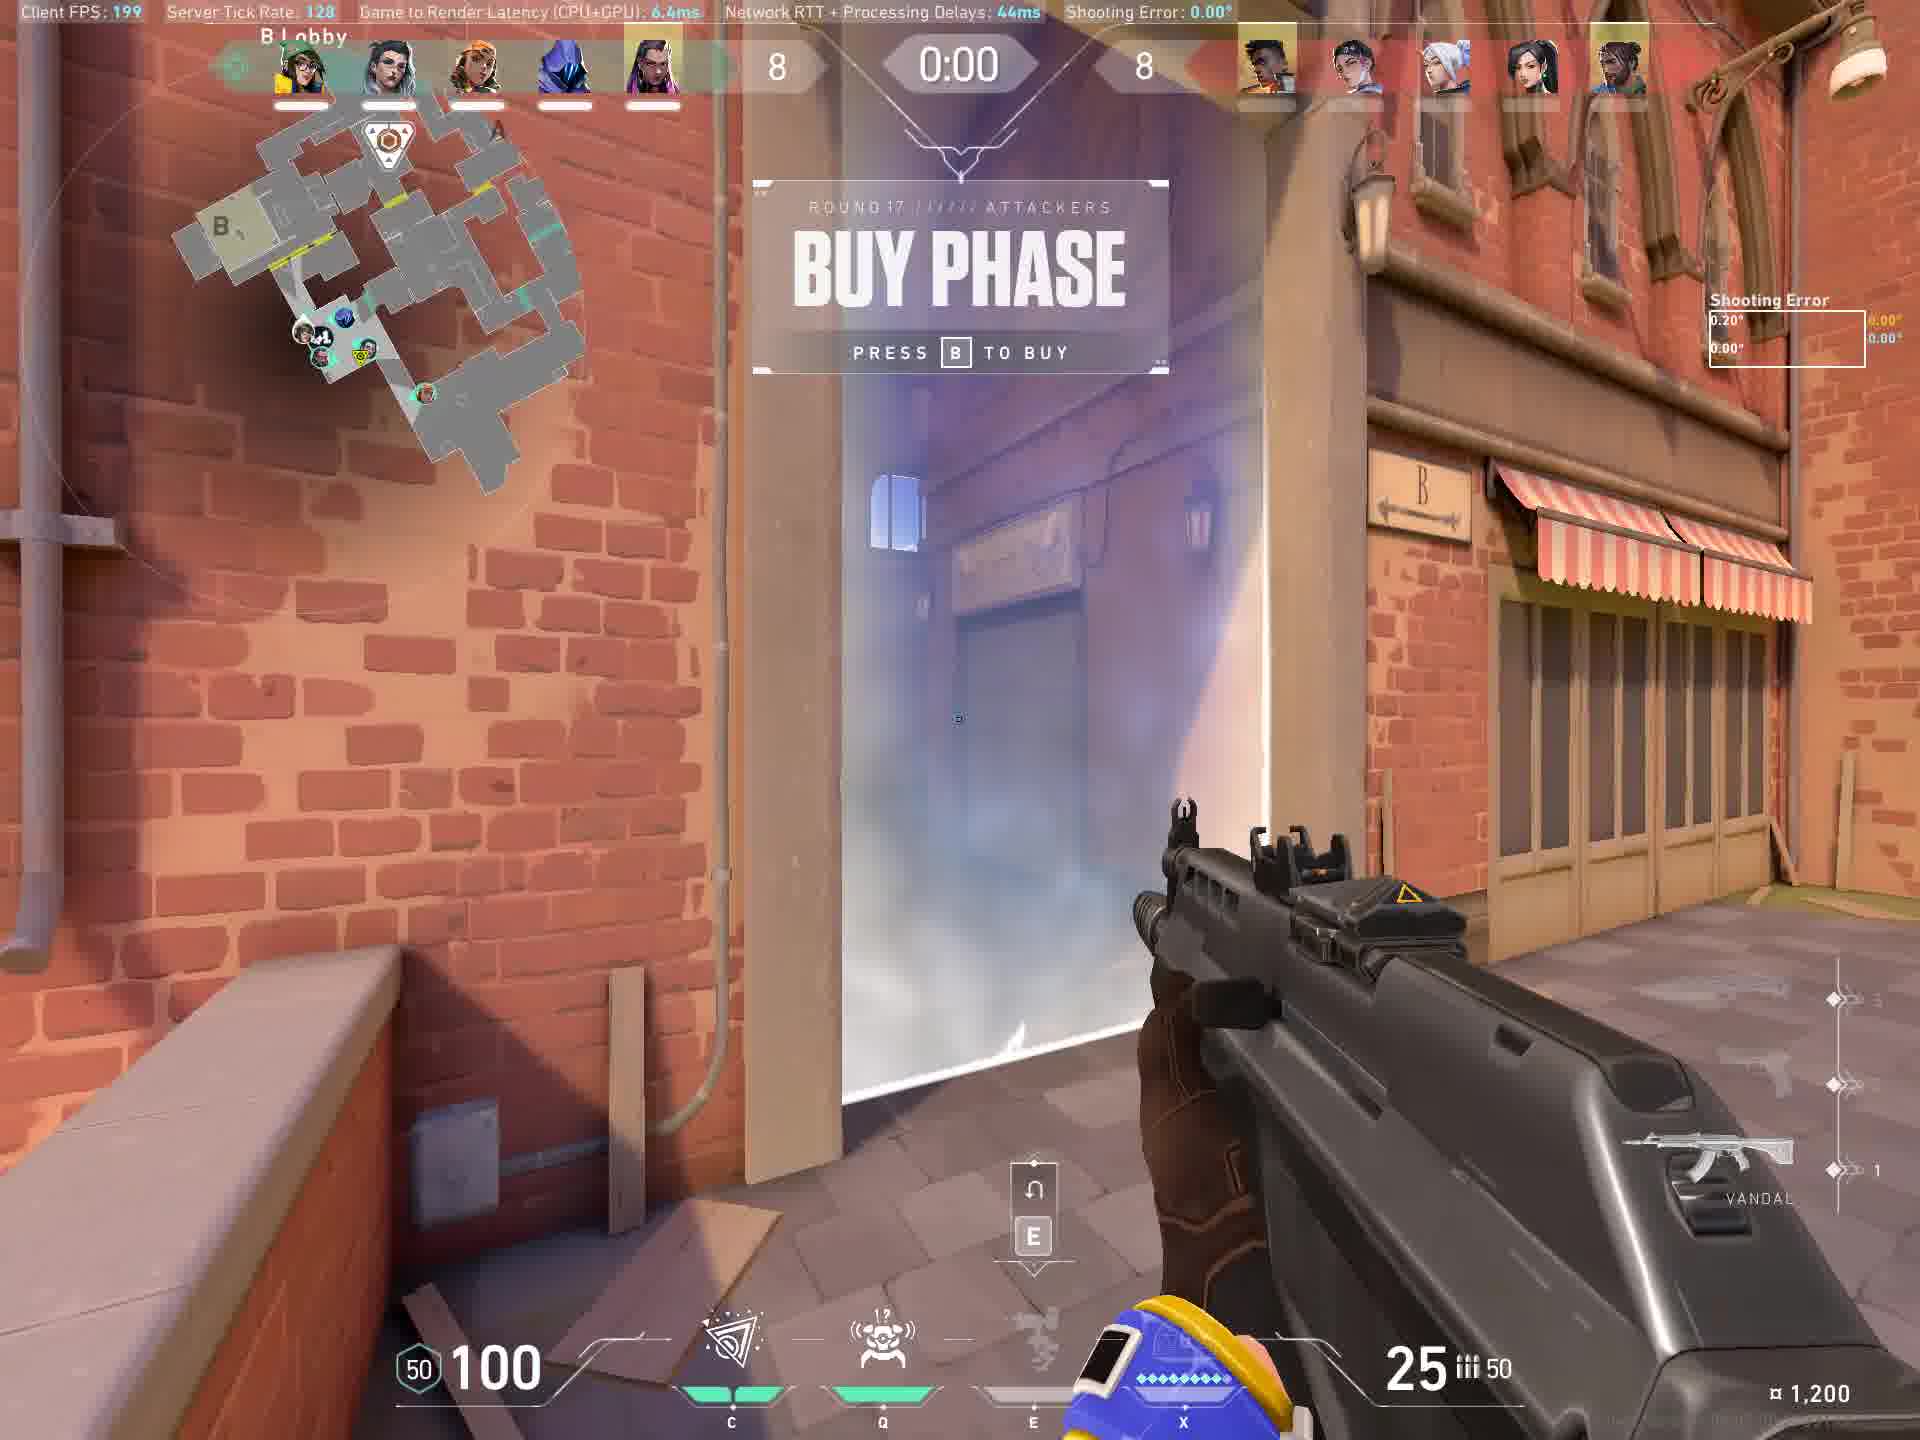 Client FPS: 199 Server Tick Rate: 128 Game to Render Latency (CPU+GPU): 6.4ms Network RTT + Processing Delays: 44ms Shooting Error: 0.00°
B Lobby
8 0:00 8
A
B
ROUND 17 ////// ATTACKERS
BUY PHASE
PRESS B TO BUY
Shooting Error
0.20° 0.00°
0.00° 0.00°
B
3
1
VANDAL
E
50 100
1?
25 50
¤ 1,200
C Q E X